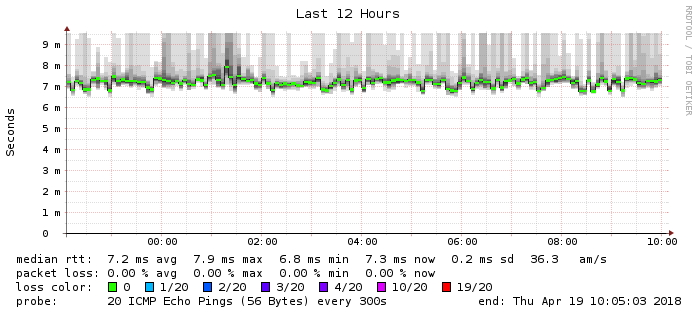 Last 12 Hours
RRDTOOL / TOBI OETIKER
Seconds
9 m
8 m
7 m
6 m
5 m
4 m
3 m
2 m
1 m
0
00:00 02:00 04:00 06:00 08:00 10:00
median rtt: 7.2 ms avg 7.9 ms max 6.8 ms min 7.3 ms now 0.2 ms sd 36.3 am/s
packet loss: 0.00 % avg 0.00 % max 0.00 % min 0.00 % now
loss color: 0 1/20 2/20 3/20 4/20 10/20 19/20
probe: 20 ICMP Echo Pings (56 Bytes) every 300s end: Thu Apr 19 10:05:03 2018